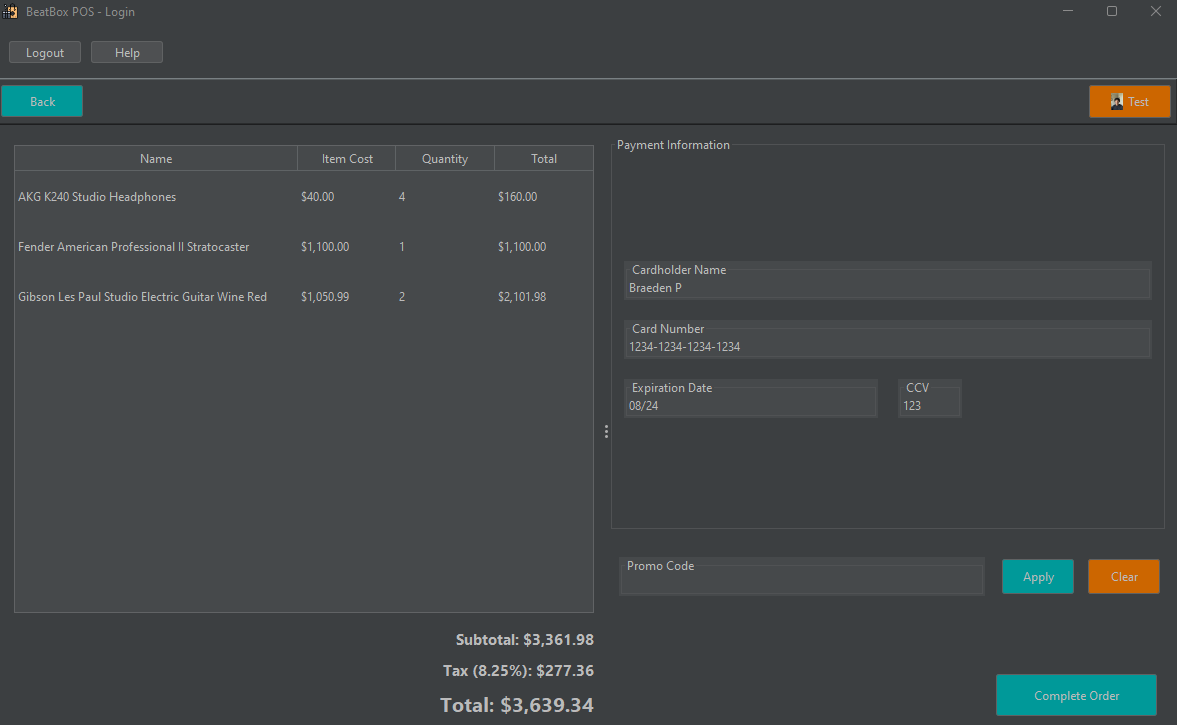 BeatBox POS - Login
Logout Help
Back Test
Name Item Cost Quantity Total
AKG K240 Studio Headphones $40.00 4 $160.00
Fender American Professional II Stratocaster $1,100.00 1 $1,100.00
Gibson Les Paul Studio Electric Guitar Wine Red $1,050.99 2 $2,101.98
Subtotal: $3,361.98
Tax (8.25%): $277.36
Total: $3,639.34
Payment Information
Cardholder Name
Braeden P
Card Number
1234-1234-1234-1234
Expiration Date CCV
08/24 123
Promo Code
Apply Clear
Complete Order